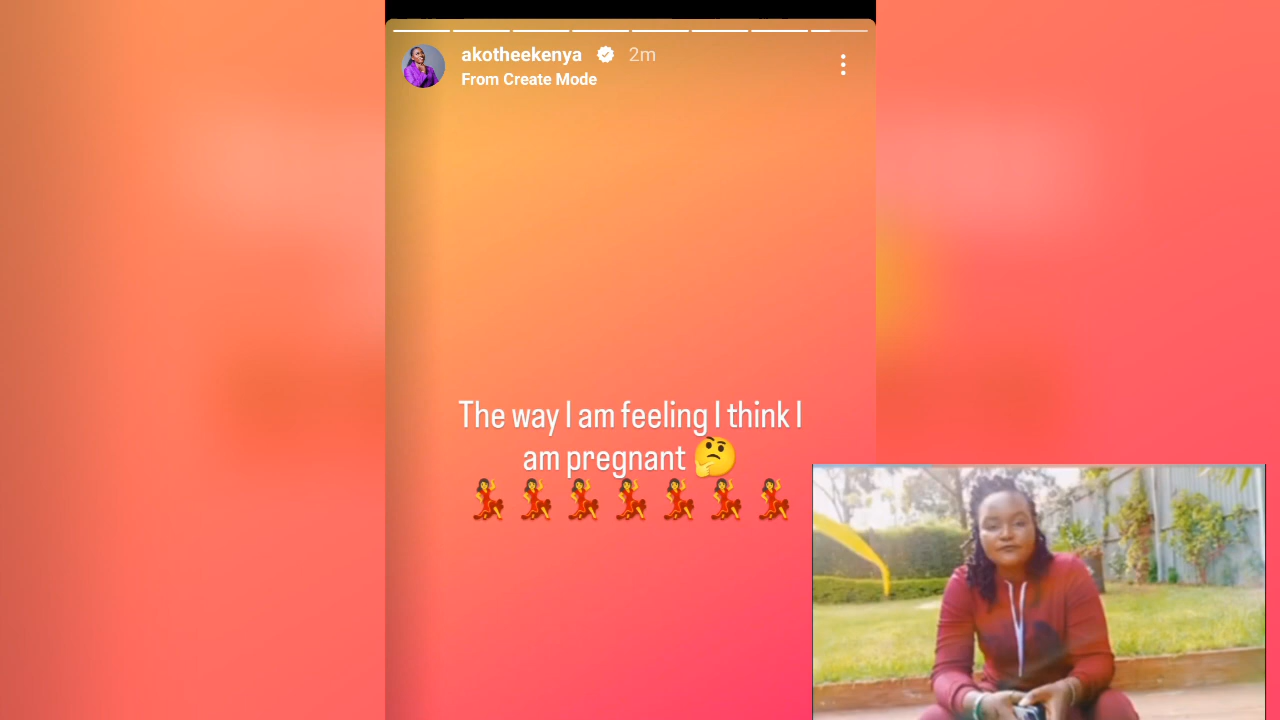 akotheekenya 2m
From Create Mode
The way I am feeling I think I
am pregnant 🤔
💃💃💃💃💃💃💃